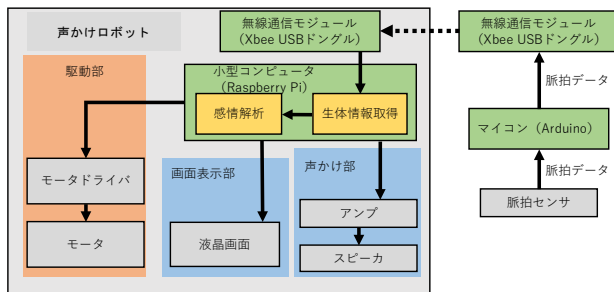 声かけロボット
無線通信モジュール
(Xbee USBドングル)
無線通信モジュール
(Xbee USBドングル)
駆動部
小型コンピュータ
(Raspberry Pi)
感情解析
生体情報取得
脈拍データ
マイコン（Arduino)
脈拍データ
脈拍センサ
モータドライバ
モータ
画面表示部
液晶画面
声かけ部
アンプ
スピーカ